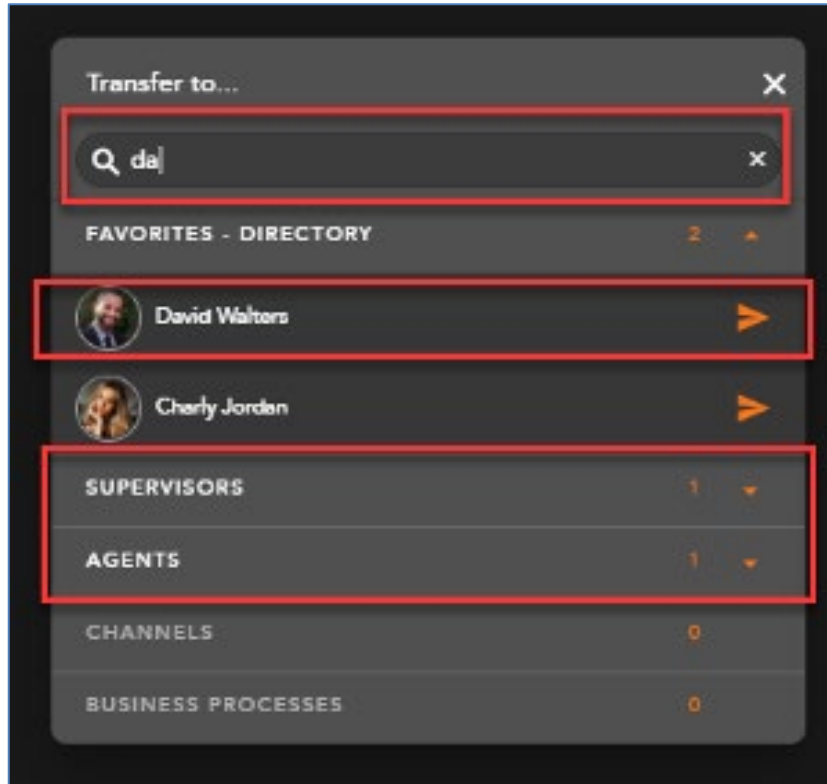 Transfer to...
da
FAVORITES - DIRECTORY 2
David Walters
Charly Jordan
SUPERVISORS 1
AGENTS 1
CHANNELS 0
BUSINESS PROCESSES 0